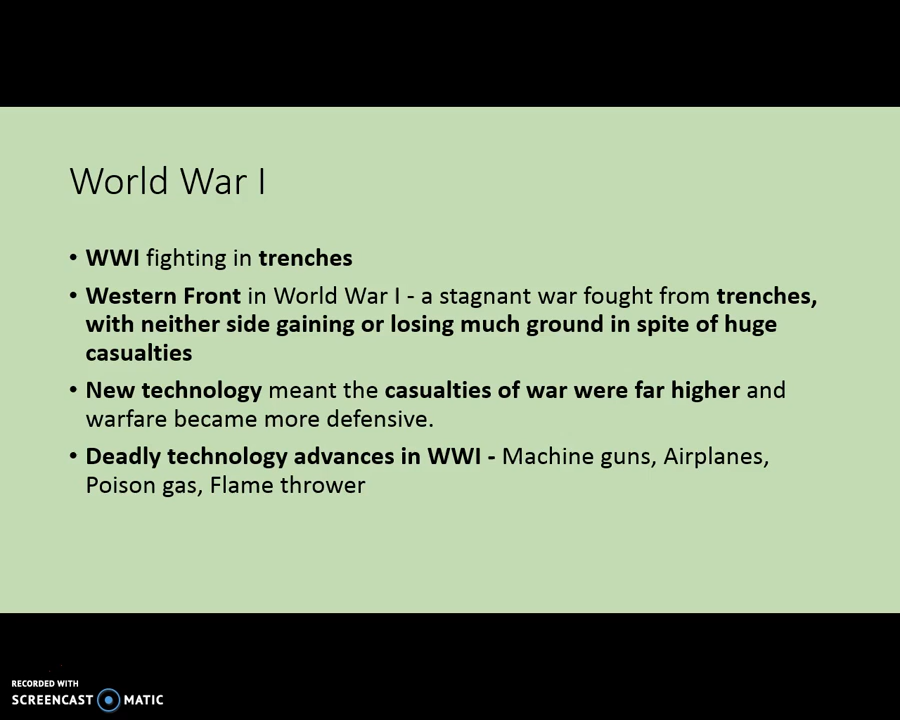 World War I
• WWI fighting in trenches
• Western Front in World War I - a stagnant war fought from trenches,
with neither side gaining or losing much ground in spite of huge
casualties
• New technology meant the casualties of war were far higher and
warfare became more defensive.
• Deadly technology advances in WWI - Machine guns, Airplanes,
Poison gas, Flame thrower
RECORDED WITH
SCREENCAST MATIC